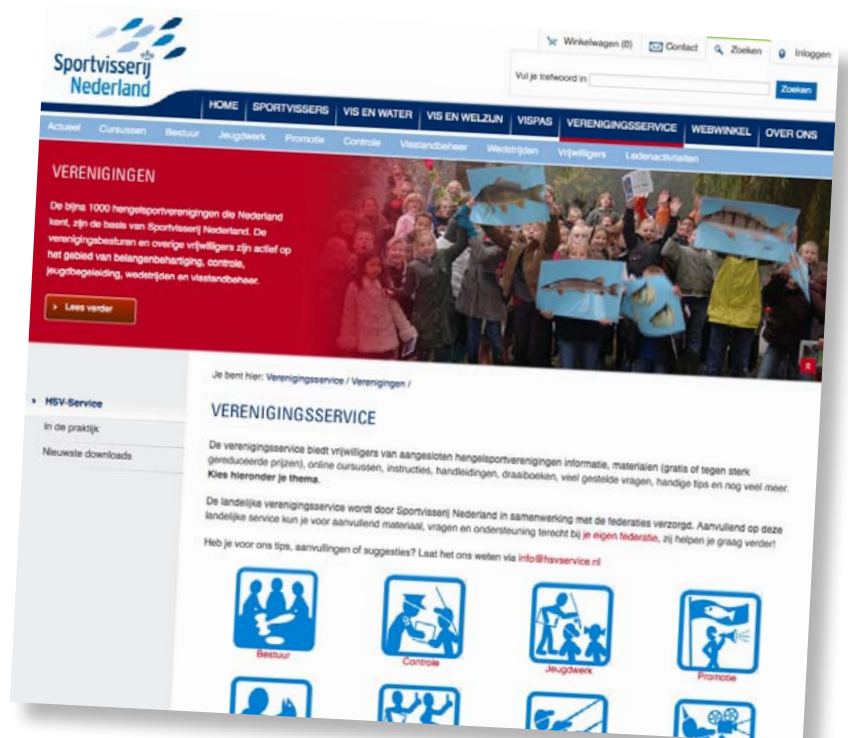 Sportvisserij
Nederland
Winkelwagen (0) Contact Zoeken Inloggen
Vul je trefwoord in Zoeken
HOME SPORTVISSERS VIS EN WATER VIS EN WELZIJN VISPAS VERENIGINGSSERVICE WEBWINKEL OVER ONS
Actueel Cursussen Bestuur Jeugdwerk Promotie Controle Visstandbeheer Wedstrijden Vrijwilligers Ledenactiviteiten
VERENIGINGEN
De bijna 1000 hengelsportverenigingen die Nederland
kent, zijn de basis van Sportvisserij Nederland. De
verenigingsbesturen en overige vrijwilligers zijn actief op
het gebied van belangenbehartiging, controle,
jeugdbegeleiding, wedstrijden en visstandbeheer.
Lees verder
Je bent hier: Verenigingsservice / Verenigingen /
HSV-Service
In de praktijk
Nieuwste downloads
VERENIGINGSSERVICE
De verenigingsservice biedt vrijwilligers van aangesloten hengelsportverenigingen informatie, materialen (gratis of tegen sterk
gereduceerde prijzen), online cursussen, instructies, handleidingen, draaiboeken, veel gestelde vragen, handige tips en nog veel meer.
Kies hieronder je thema.
De landelijke verenigingsservice wordt door Sportvisserij Nederland in samenwerking met de federaties verzorgd. Aanvullend op deze
landelijke service kun je voor aanvullend materiaal, vragen en ondersteuning terecht bij je eigen federatie, zij helpen je graag verder!
Heb je voor ons tips, aanvullingen of suggesties? Laat het ons weten via info@hsvservice.nl
Bestuur
Controle
Jeugdwerk
Promotie